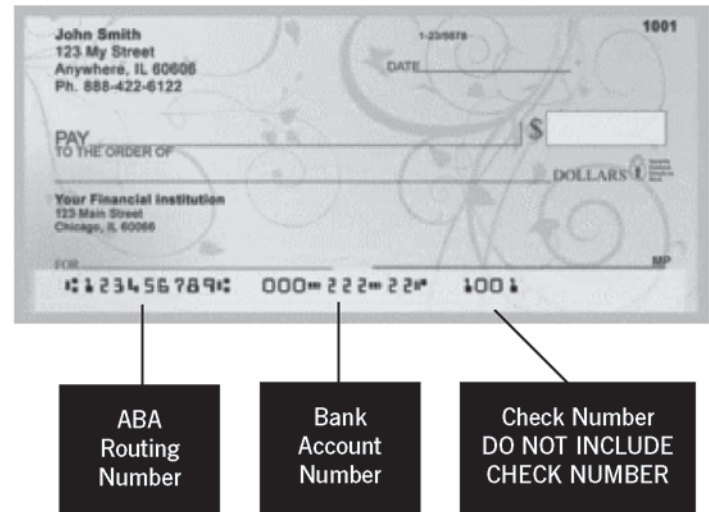 John Smith
123 My Street
Anywhere, IL 60606
Ph. 888-422-6122
1-23/5678
1001
DATE
PAY
TO THE ORDER OF
$
DOLLARS
Your Financial Institution
123 Main Street
Chicago, IL 60066
FOR
MP
⑆123456789⑆ 000⑉222⑉22⑈ 1001
ABA
Routing
Number
Bank
Account
Number
Check Number
DO NOT INCLUDE
CHECK NUMBER